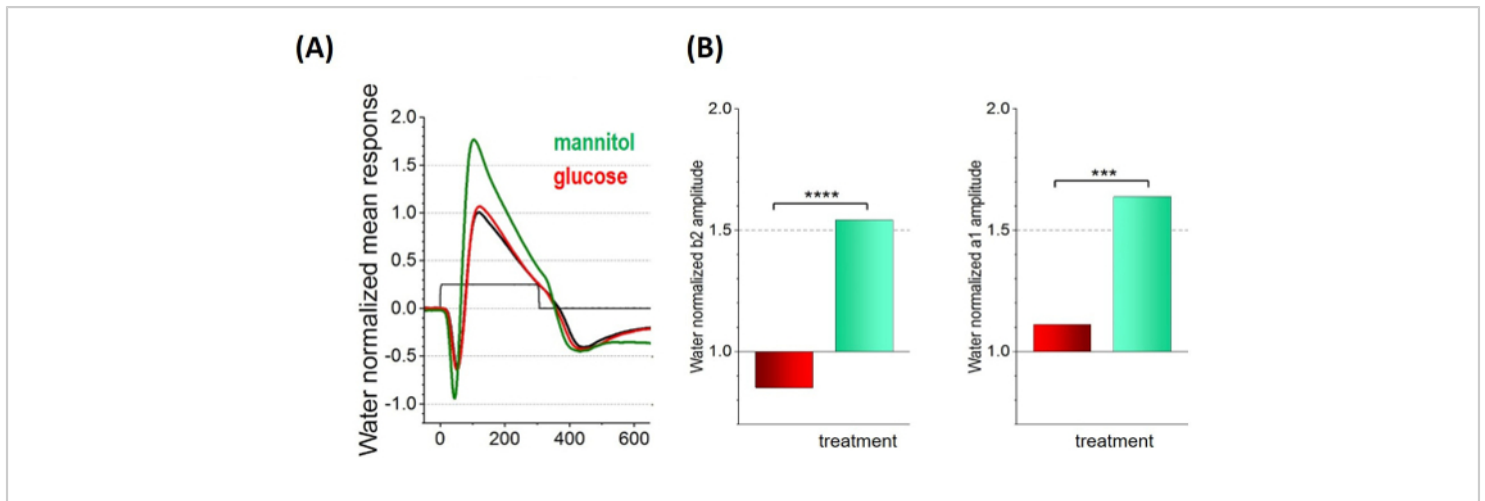 (A)
Water normalized mean response
2.0
1.5
1.0
0.5
0.0
-0.5
-1.0
0 200 400 600
mannitol
glucose
(B)
Water normalized b2 amplitude
2.0
1.5
1.0
****
treatment
Water normalized a1 amplitude
2.0
1.5
1.0
***
treatment